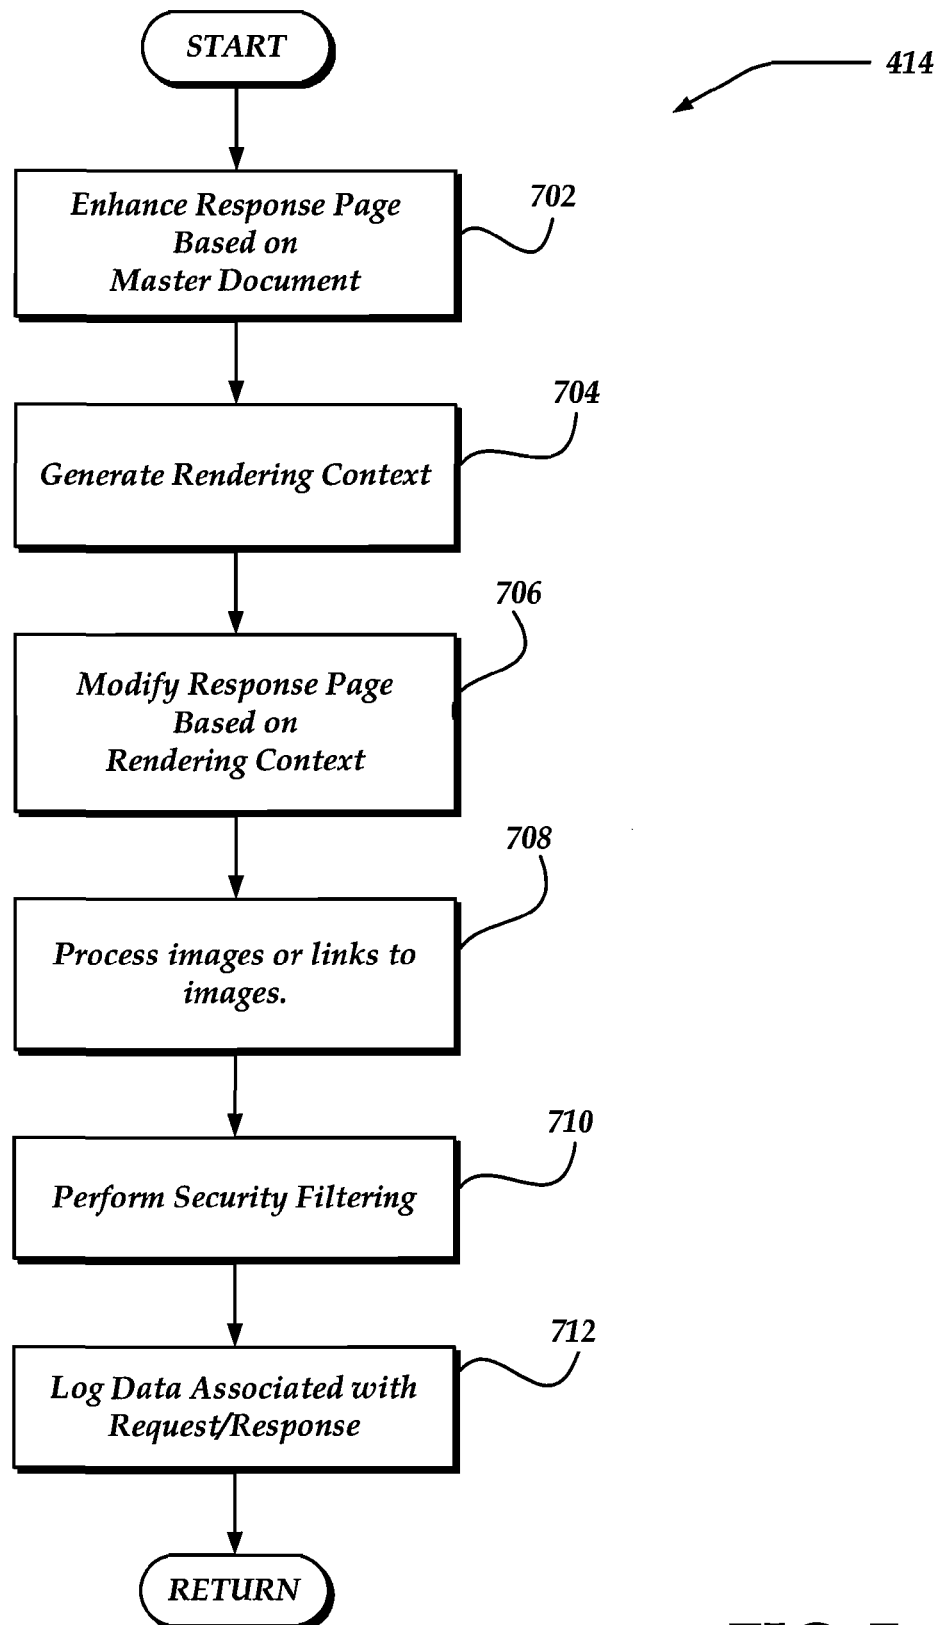 START
414
Enhance Response Page
Based on
Master Document
702
704
Generate Rendering Context
706
Modify Response Page
Based on
Rendering Context
708
Process images or links to
images.
710
Perform Security Filtering
712
Log Data Associated with
Request/Response
RETURN